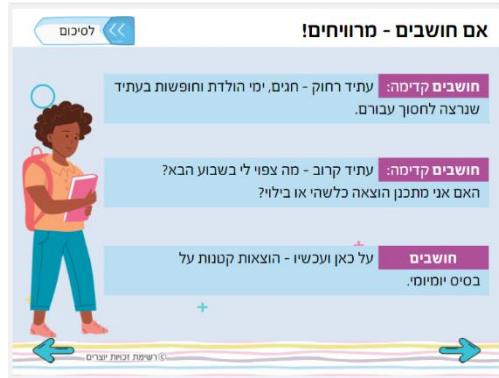 לסיכום
אם חושבים - מרוויחים!
חושבים קדימה: עתיד רחוק - חגים, ימי הולדת וחופשות בעתיד
שנרצה לחסוך עבורם.
חושבים קדימה: עתיד קרוב - מה צפוי לי בשבוע הבא?
האם אני מתכנן הוצאה כלשהי או בילוי?
חושבים על כאן ועכשיו - הוצאות קטנות על
בסיס יומיומי.
©רשימת זכויות יוצרים